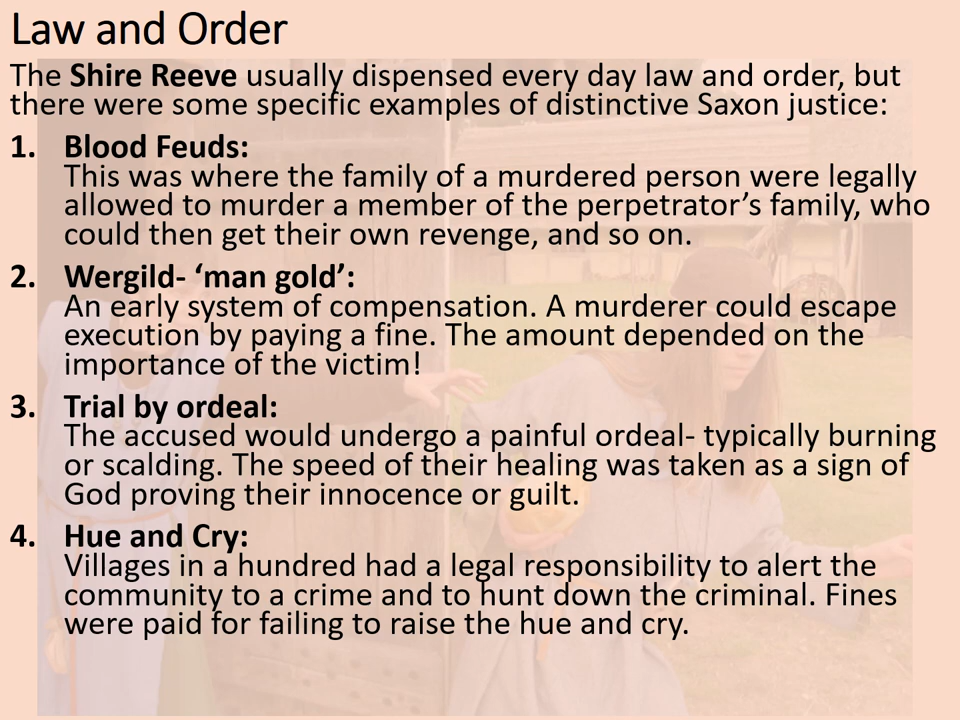 Law and Order
The Shire Reeve usually dispensed every day law and order, but
there were some specific examples of distinctive Saxon justice:
1. Blood Feuds:
This was where the family of a murdered person were legally
allowed to murder a member of the perpetrator’s family, who
could then get their own revenge, and so on.
2. Wergild- ‘man gold’:
An early system of compensation. A murderer could escape
execution by paying a fine. The amount depended on the
importance of the victim!
3. Trial by ordeal:
The accused would undergo a painful ordeal- typically burning
or scalding. The speed of their healing was taken as a sign of
God proving their innocence or guilt.
4. Hue and Cry:
Villages in a hundred had a legal responsibility to alert the
community to a crime and to hunt down the criminal. Fines
were paid for failing to raise the hue and cry.